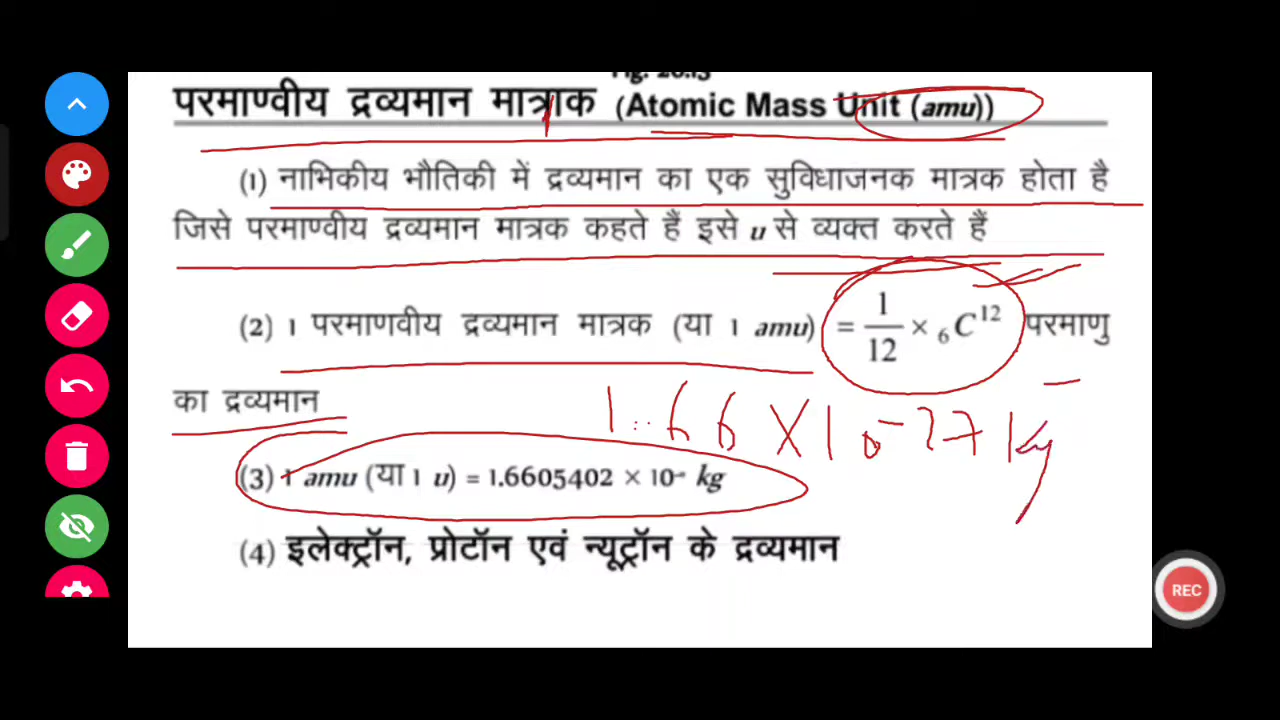 परमाण्वीय द्रव्यमान मात्राक (Atomic Mass Unit (amu))
(1) नाभिकीय भौतिकी में द्रव्यमान का एक सुविधाजनक मात्रक होता है
जिसे परमाण्वीय द्रव्यमान मात्रक कहते हैं इसे u से व्यक्त करते हैं
(2) 1 परमाणवीय द्रव्यमान मात्रक (या 1 amu) = 1/12 × ₆C¹² परमाणु
का द्रव्यमान
1.66 X 10⁻²⁷ kg
(3) 1 amu (या 1 u) = 1.6605402 × 10⁻ kg
(4) इलेक्ट्रॉन, प्रोटॉन एवं न्यूट्रॉन के द्रव्यमान
REC